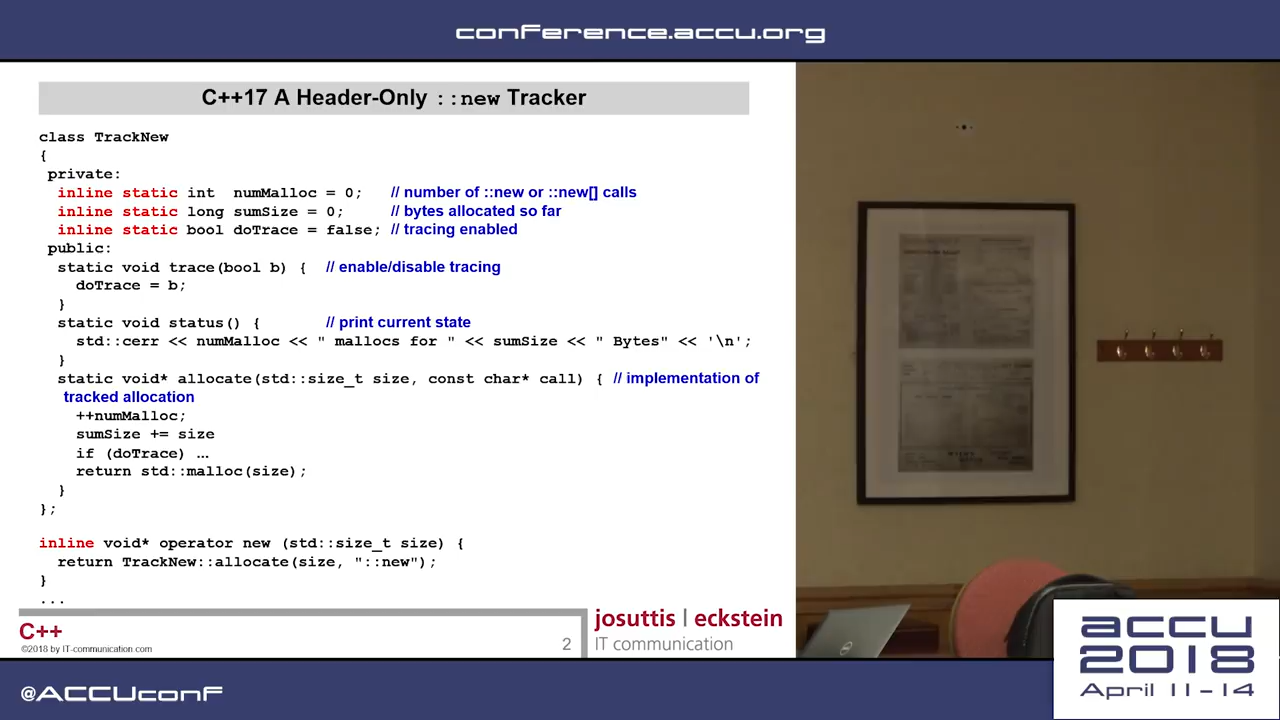 conference.accu.org
C++17 A Header-Only ::new Tracker
class TrackNew
{
private:
inline static int numMalloc = 0; // number of ::new or ::new[] calls
inline static long sumSize = 0; // bytes allocated so far
inline static bool doTrace = false; // tracing enabled
public:
static void trace(bool b) { // enable/disable tracing
doTrace = b;
}
static void status() { // print current state
std::cerr << numMalloc << " mallocs for " << sumSize << " Bytes" << '\n';
}
static void* allocate(std::size_t size, const char* call) { // implementation of
tracked allocation
++numMalloc;
sumSize += size
if (doTrace) …
return std::malloc(size);
}
};
inline void* operator new (std::size_t size) {
return TrackNew::allocate(size, "::new");
}
...
C++
©2018 by IT-communication.com
2
josuttis | eckstein
IT communication
accu
2018
April 11-14
@ACCUconf